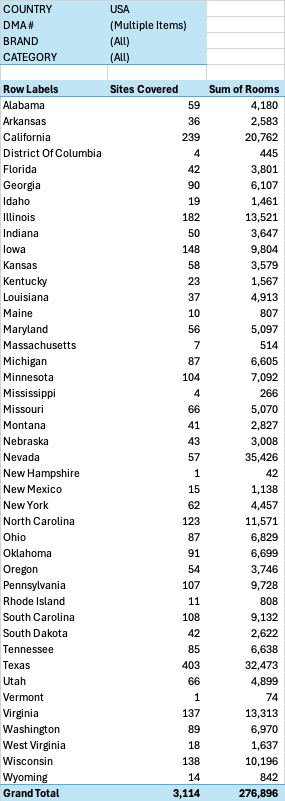 COUNTRY USA
DMA # (Multiple Items)
BRAND (All)
CATEGORY (All)
Row Labels Sites Covered Sum of Rooms
Alabama 59 4,180
Arkansas 36 2,583
California 239 20,762
District Of Columbia 4 445
Florida 42 3,801
Georgia 90 6,107
Idaho 19 1,461
Illinois 182 13,521
Indiana 50 3,647
Iowa 148 9,804
Kansas 58 3,579
Kentucky 23 1,567
Louisiana 37 4,913
Maine 10 807
Maryland 56 5,097
Massachusetts 7 514
Michigan 87 6,605
Minnesota 104 7,092
Mississippi 4 266
Missouri 66 5,070
Montana 41 2,827
Nebraska 43 3,008
Nevada 57 35,426
New Hampshire 1 42
New Mexico 15 1,138
New York 62 4,457
North Carolina 123 11,571
Ohio 87 6,829
Oklahoma 91 6,699
Oregon 54 3,746
Pennsylvania 107 9,728
Rhode Island 11 808
South Carolina 108 9,132
South Dakota 42 2,622
Tennessee 85 6,638
Texas 403 32,473
Utah 66 4,899
Vermont 1 74
Virginia 137 13,313
Washington 89 6,970
West Virginia 18 1,637
Wisconsin 138 10,196
Wyoming 14 842
Grand Total 3,114 276,896